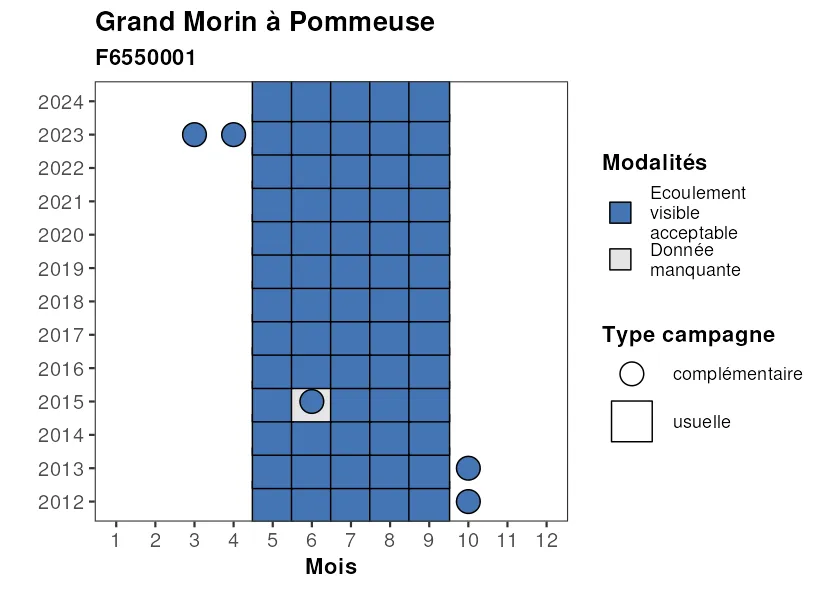 Grand Morin à Pommeuse
F6550001
2024
2023
2022
2021
2020
2019
2018
2017
2016
2015
2014
2013
2012
1 2 3 4 5 6 7 8 9 10 11 12
Mois
Modalités
Ecoulement
visible
acceptable
Donnée
manquante
Type campagne
complémentaire
usuelle